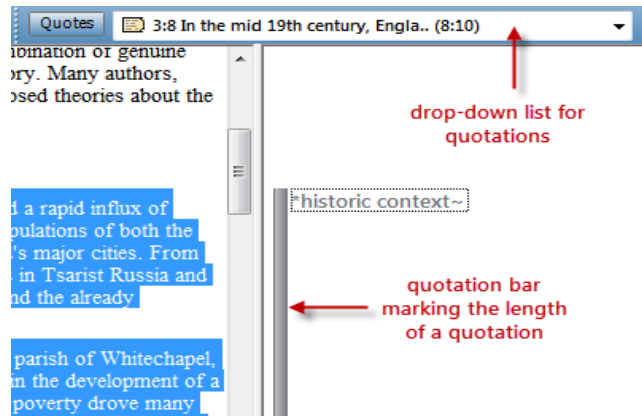 Quotes 3:8 In the mid 19th century, Engla.. (8:10)
nbination of genuine
ory. Many authors,
osed theories about the
drop-down list for
quotations
d a rapid influx of
pulations of both the
's major cities. From
s in Tsarist Russia and
nd the already
*historic context~
quotation bar
marking the length
of a quotation
parish of Whitechapel,
in the development of a
poverty drove many